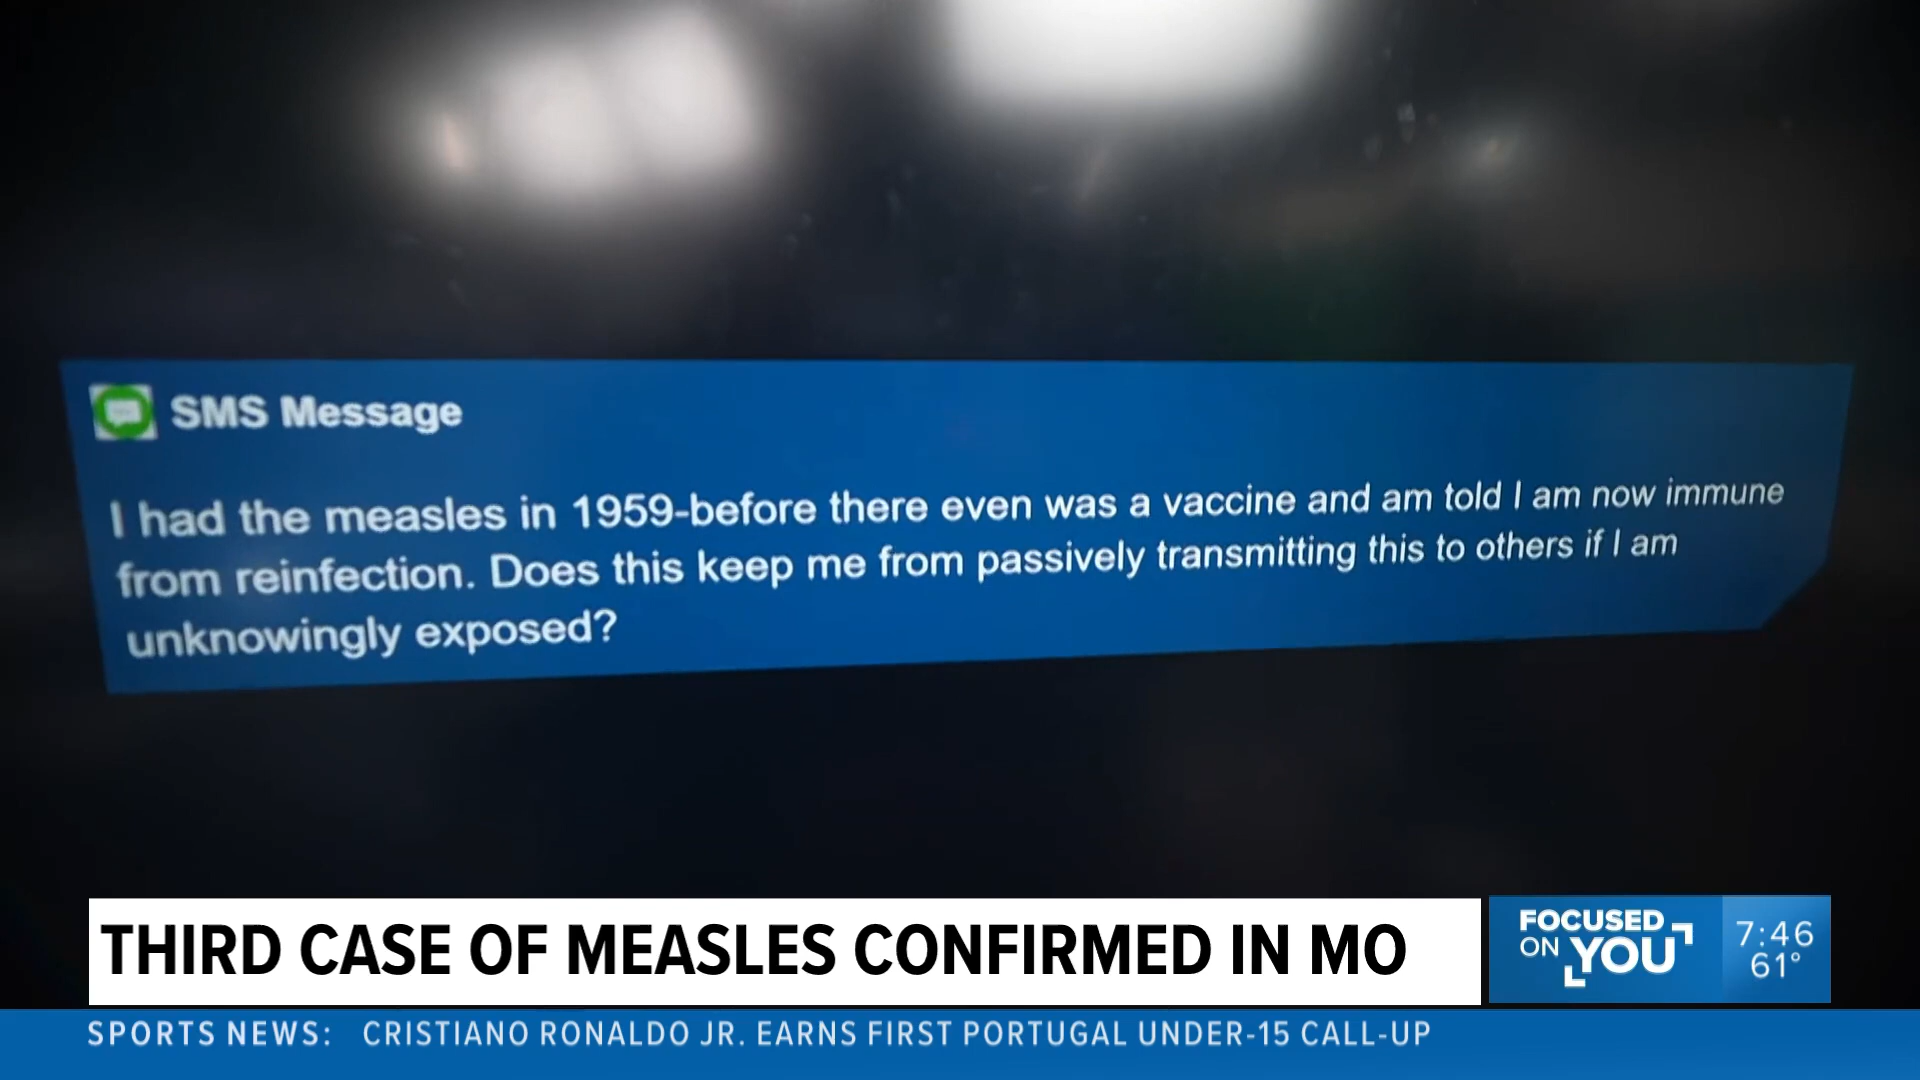 SMS Message
I had the measles in 1959-before there even was a vaccine and am told I am now immune
from reinfection. Does this keep me from passively transmitting this to others if I am
unknowingly exposed?
THIRD CASE OF MEASLES CONFIRMED IN MO
FOCUSED
ON YOU
7:46
61°
SPORTS NEWS: CRISTIANO RONALDO JR. EARNS FIRST PORTUGAL UNDER-15 CALL-UP